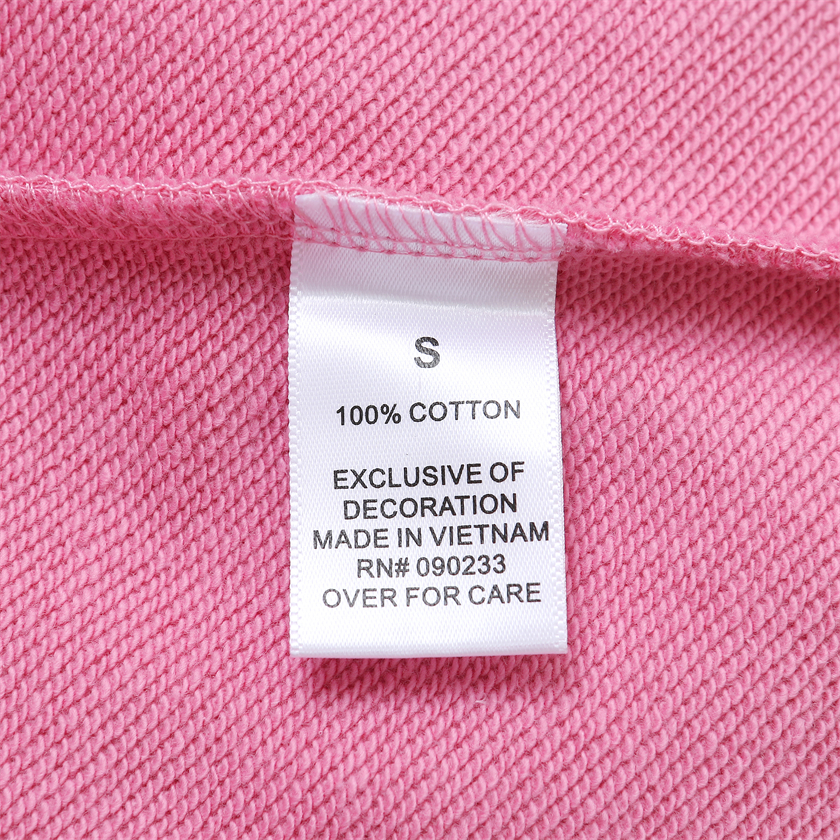 S
100% COTTON
EXCLUSIVE OF
DECORATION
MADE IN VIETNAM
RN# 090233
OVER FOR CARE